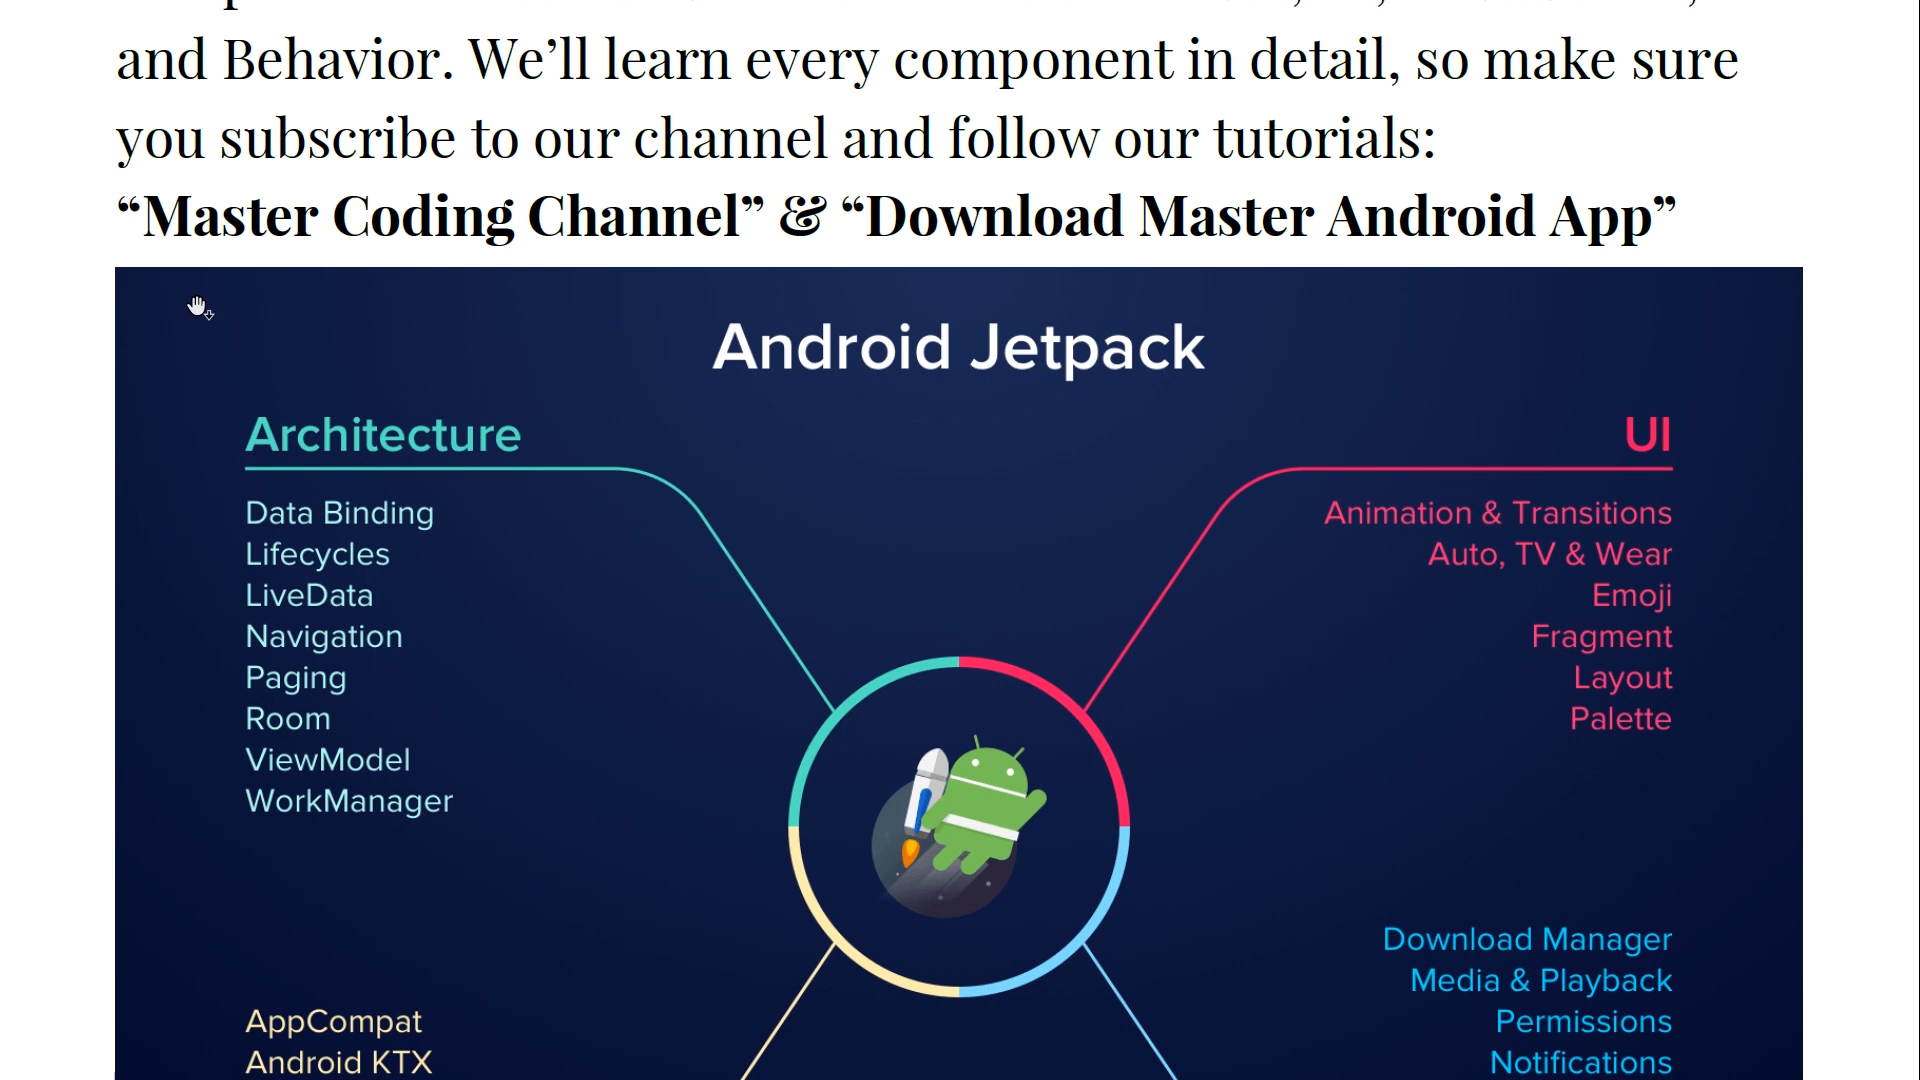 and Behavior. We’ll learn every component in detail, so make sure
you subscribe to our channel and follow our tutorials:
“Master Coding Channel” & “Download Master Android App”
Android Jetpack
Architecture
Data Binding
Lifecycles
LiveData
Navigation
Paging
Room
ViewModel
WorkManager
UI
Animation & Transitions
Auto, TV & Wear
Emoji
Fragment
Layout
Palette
AppCompat
Android KTX
Download Manager
Media & Playback
Permissions
Notifications